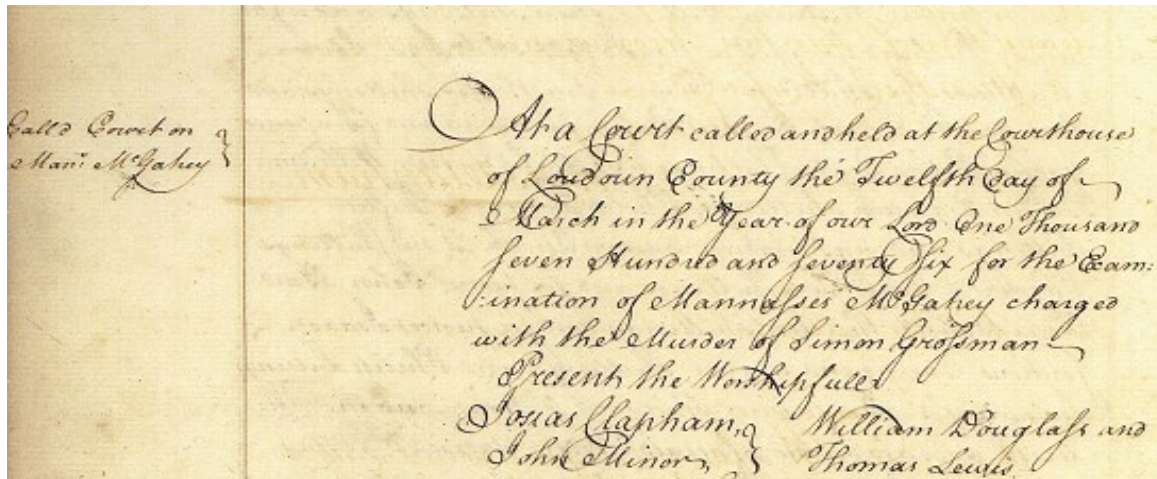 Call'd Court on
Mans. McGahey
At a Court called and held at the Courthouse
of Loudoun County the Twelfth Day of
March in the Year of our Lord One Thousand
Seven Hundred and Seventy Six for the Exam:
:ination of Mannasses McGahey charged
with the Murder of Simon Grossman
Present the Worshipfull
Josias Clapham, William Douglass and
John Minor, Thomas Lewis.